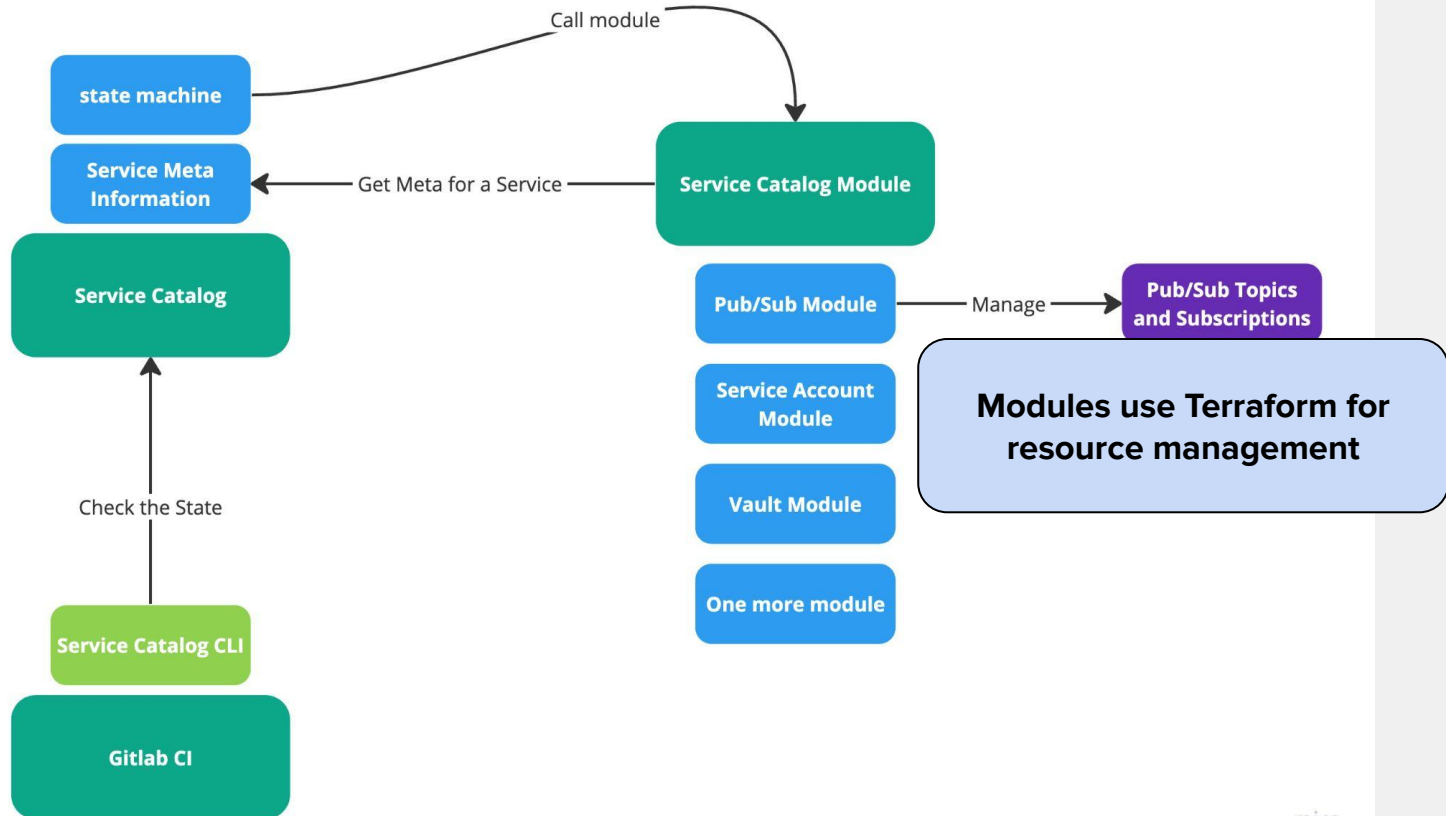 Call module
state machine
Service Meta
Information
Get Meta for a Service
Service Catalog Module
Service Catalog
Pub/Sub Module
Manage
Pub/Sub Topics
and Subscriptions
Modules use Terraform for
resource management
Service Account
Module
Vault Module
Check the State
One more module
Service Catalog CLI
Gitlab CI